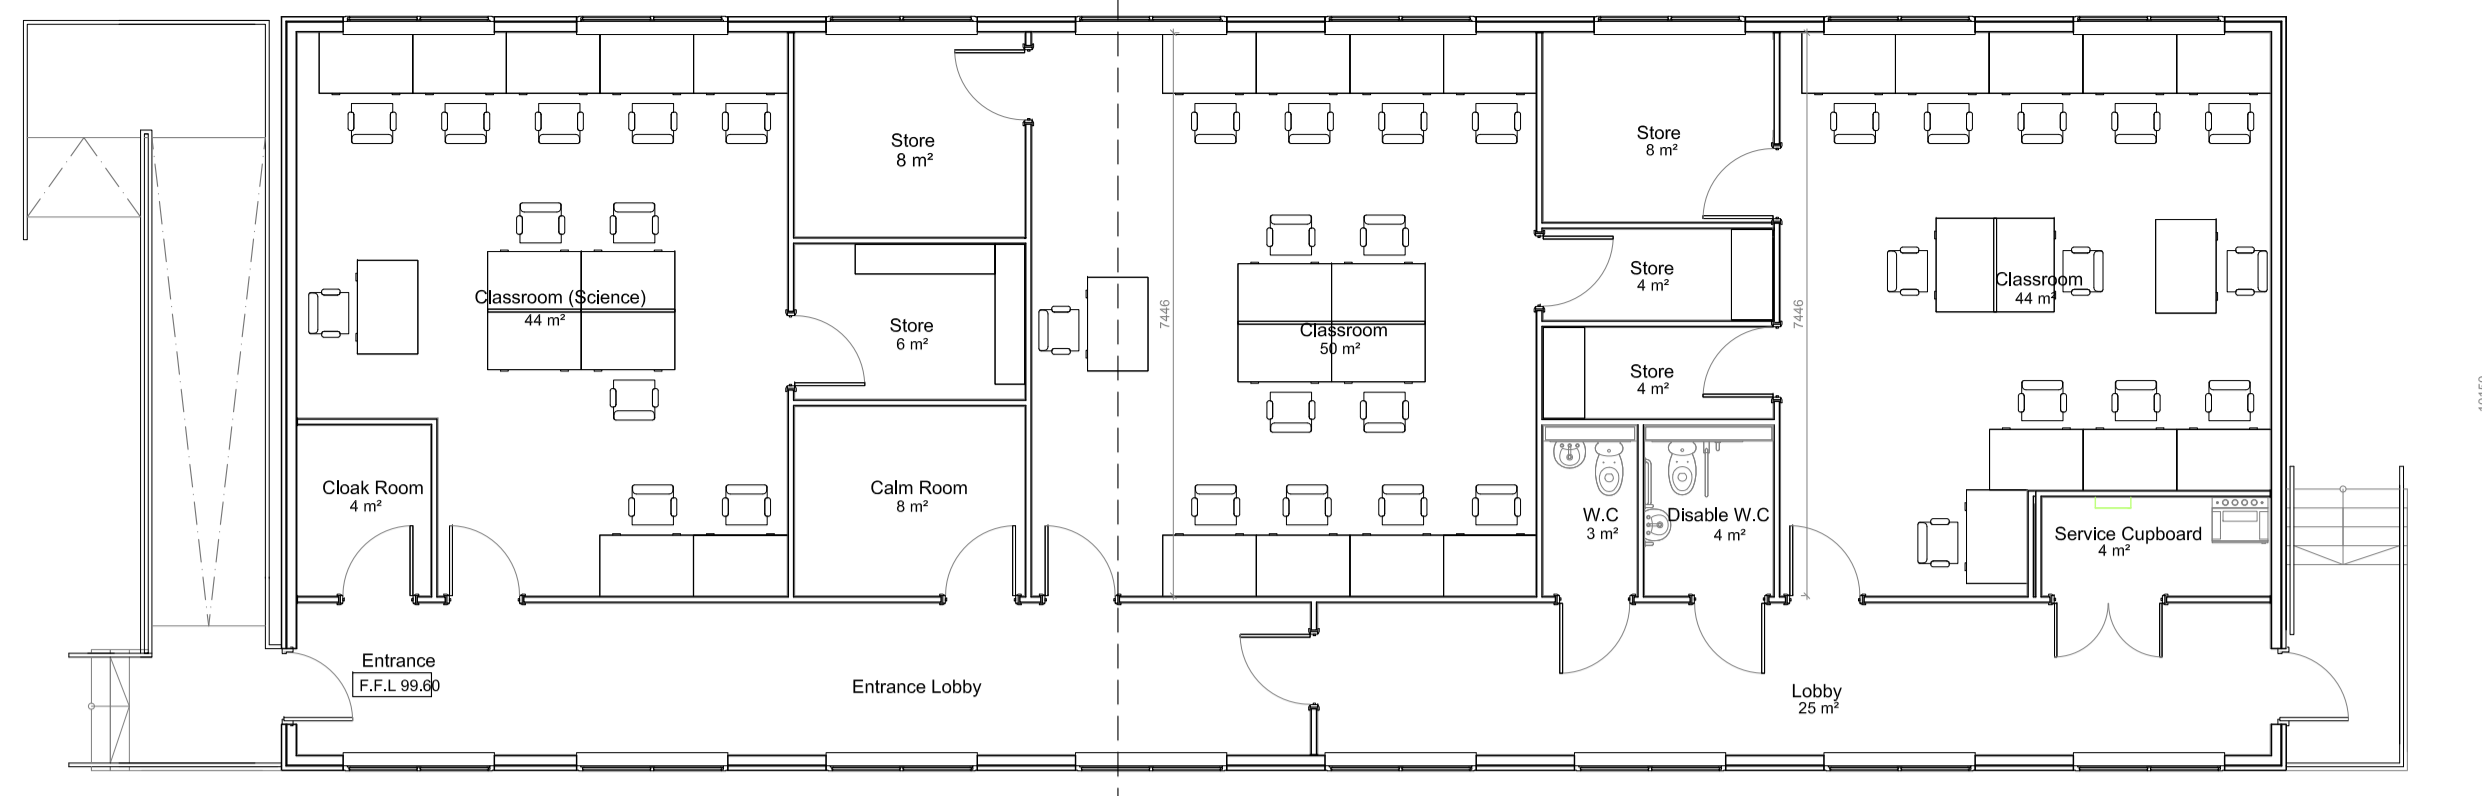 Store
8 m²
Store
8 m²
Classroom (Science)
44 m²
Store
6 m²
7446
Classroom
50 m²
Store
4 m²
Store
4 m²
7446
Classroom
44 m²
Cloak Room
4 m²
Calm Room
8 m²
W.C
3 m²
Disable W.C
4 m²
Service Cupboard
4 m²
Entrance
F.F.L 99.60
Entrance Lobby
Lobby
25 m²